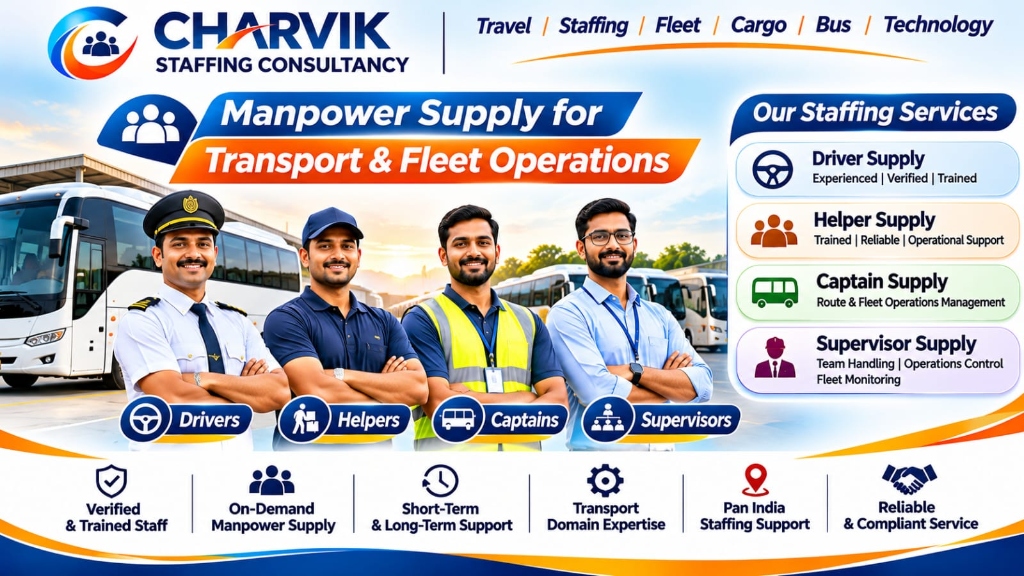 CHARVIK
STAFFING CONSULTANCY
Travel / Staffing / Fleet / Cargo / Bus / Technology
Manpower Supply for
Transport & Fleet Operations
Our Staffing Services
Driver Supply
Experienced | Verified | Trained
Helper Supply
Trained | Reliable | Operational Support
Captain Supply
Route & Fleet Operations Management
Supervisor Supply
Team Handling | Operations Control
Fleet Monitoring
Drivers
Helpers
Captains
Supervisors
Verified
& Trained Staff
On-Demand
Manpower Supply
Short-Term
& Long-Term Support
Transport
Domain Expertise
Pan India
Staffing Support
Reliable
& Compliant Service